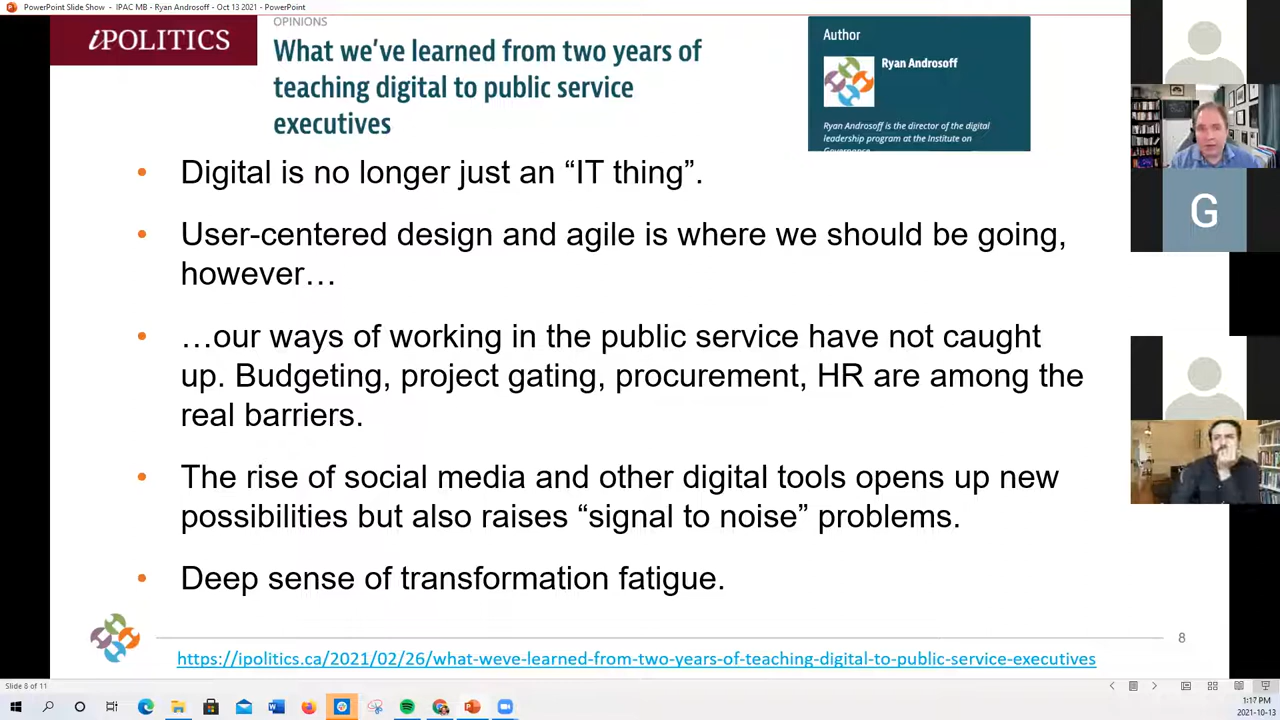 PowerPoint Slide Show - IPAC MB - Ryan Androsoff - Oct 13 2021 - PowerPoint
iPOLITICS
OPINIONS
What we've learned from two years of
teaching digital to public service
executives
Author
Ryan Androsoff
Ryan Androsoff is the director of the digital
leadership program at the Institute on
Governance
• Digital is no longer just an “IT thing”.
• User-centered design and agile is where we should be going,
however…
• …our ways of working in the public service have not caught
up. Budgeting, project gating, procurement, HR are among the
real barriers.
• The rise of social media and other digital tools opens up new
possibilities but also raises “signal to noise” problems.
• Deep sense of transformation fatigue.
8
https://ipolitics.ca/2021/02/26/what-weve-learned-from-two-years-of-teaching-digital-to-public-service-executives
G
Slide 8 of 11
1:17 PM
2021-10-13